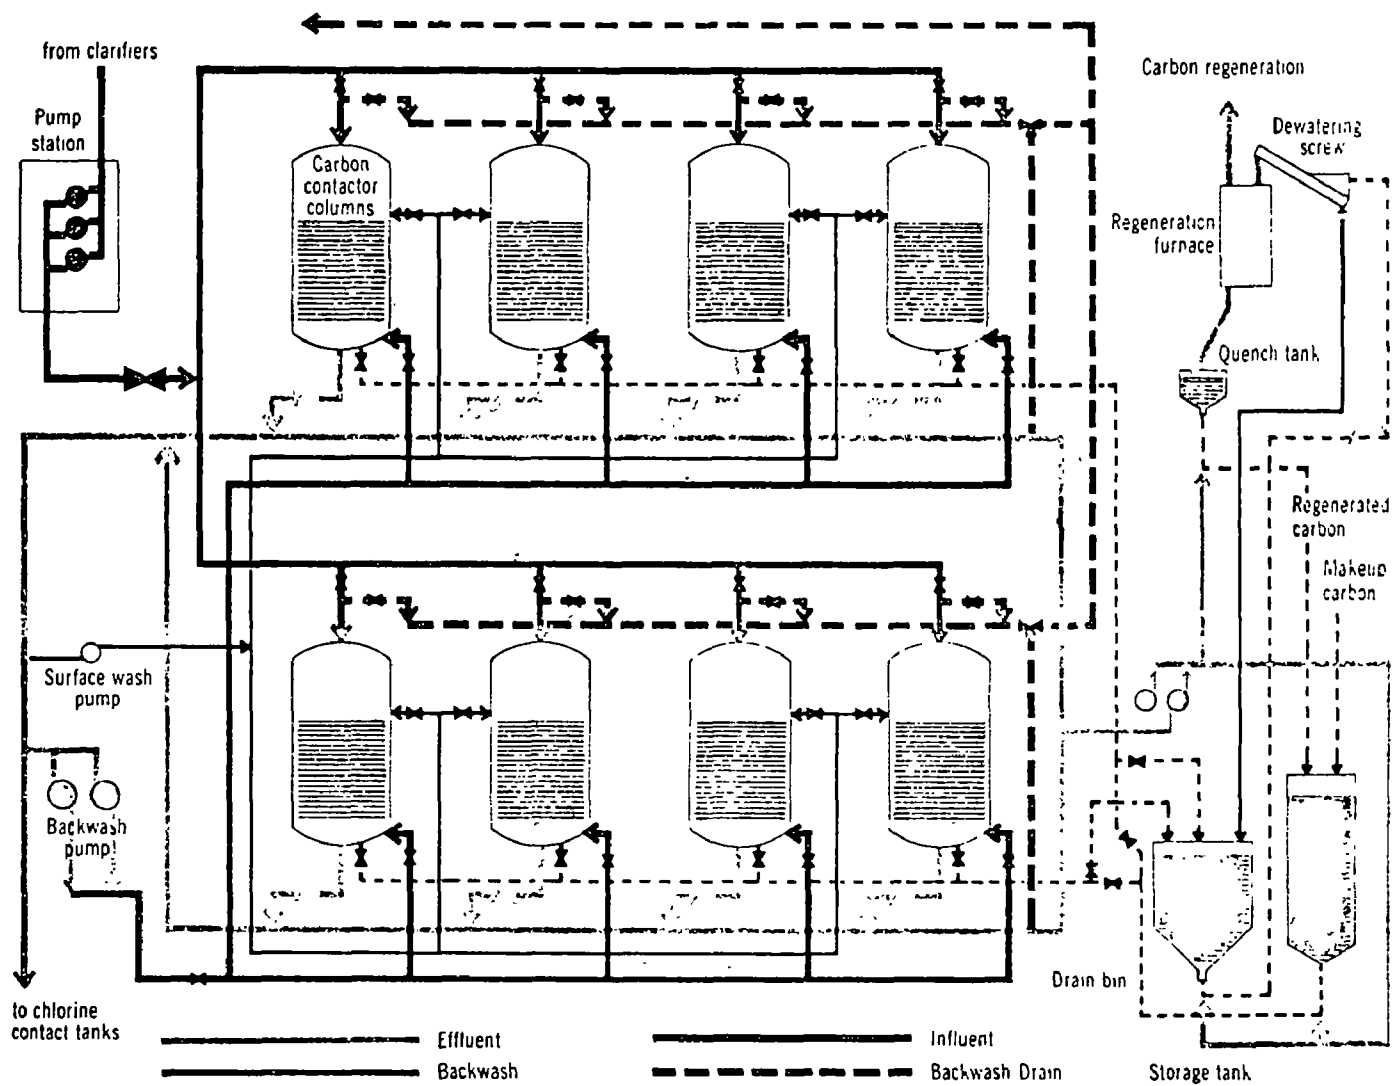 from clarifiers
Pump
station
Carbon
contactor
columns
Carbon regeneration
Dewatering
screw
Regeneration
furnace
Quench tank
Regenerated
carbon
Makeup
carbon
Surface wash
pump
Backwash
pump
Drain bin
to chlorine
contact tanks
Effluent
Influent
Backwash
Backwash Drain
Storage tank